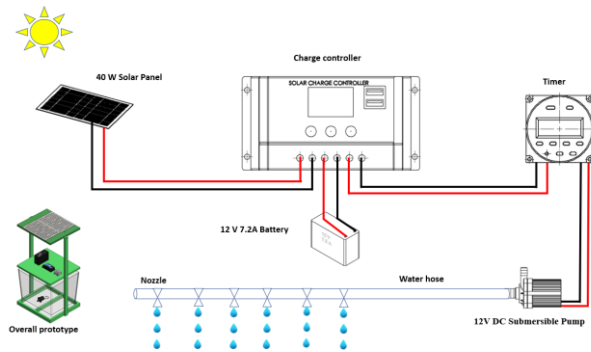 Charge controller
40 W Solar Panel
Timer
SOLAR CHARGE CONTROLLER
12 V 7.2A Battery
Nozzle
Water hose
Overall prototype
12V DC Submersible Pump